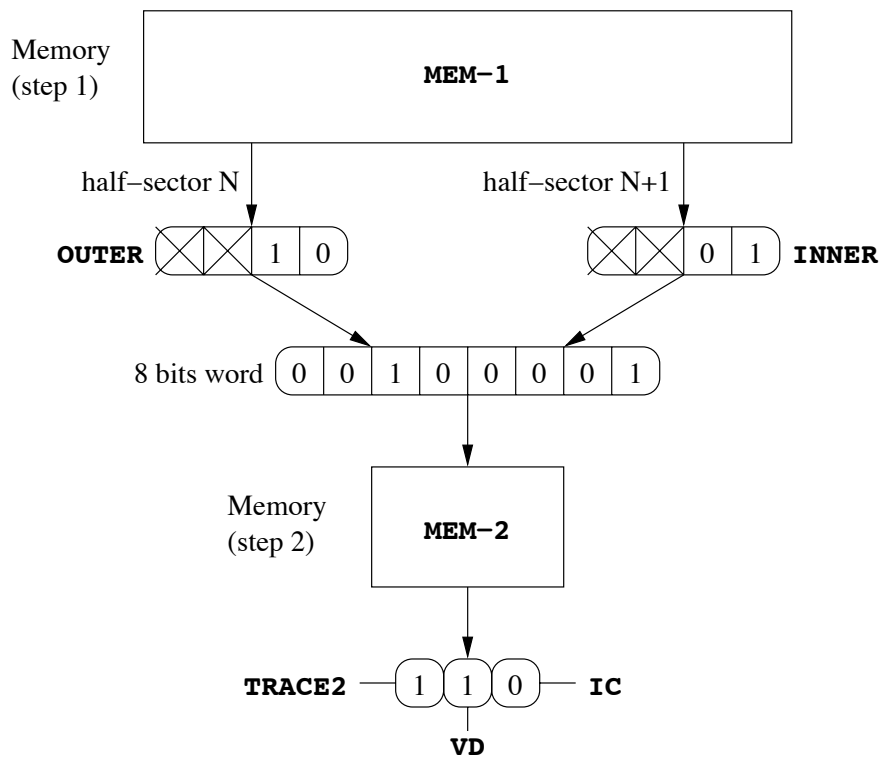 Memory
(step 1)
MEM−1
half−sector N
half−sector N+1
OUTER
1 0
0 1
INNER
8 bits word
0 0 1 0 0 0 0 1
Memory
(step 2)
MEM−2
TRACE2
1 1 0
IC
VD